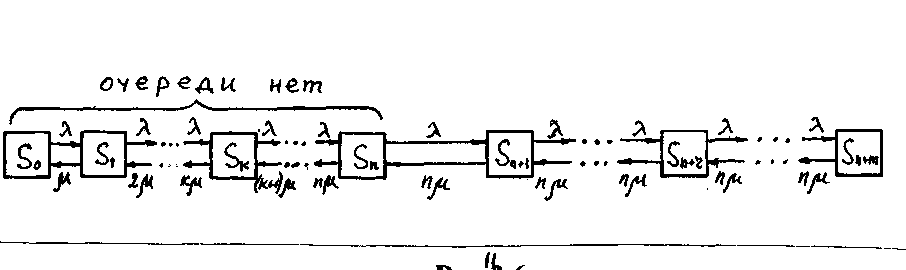 очереди нет
λ λ λ λ λ λ λ λ λ λ
S₀ S₁ Sₖ Sₙ Sₙ₊₁ Sₙ₊₂ Sₙ₊ₘ
μ 2μ kμ (k+1)μ nμ nμ nμ nμ nμ nμ